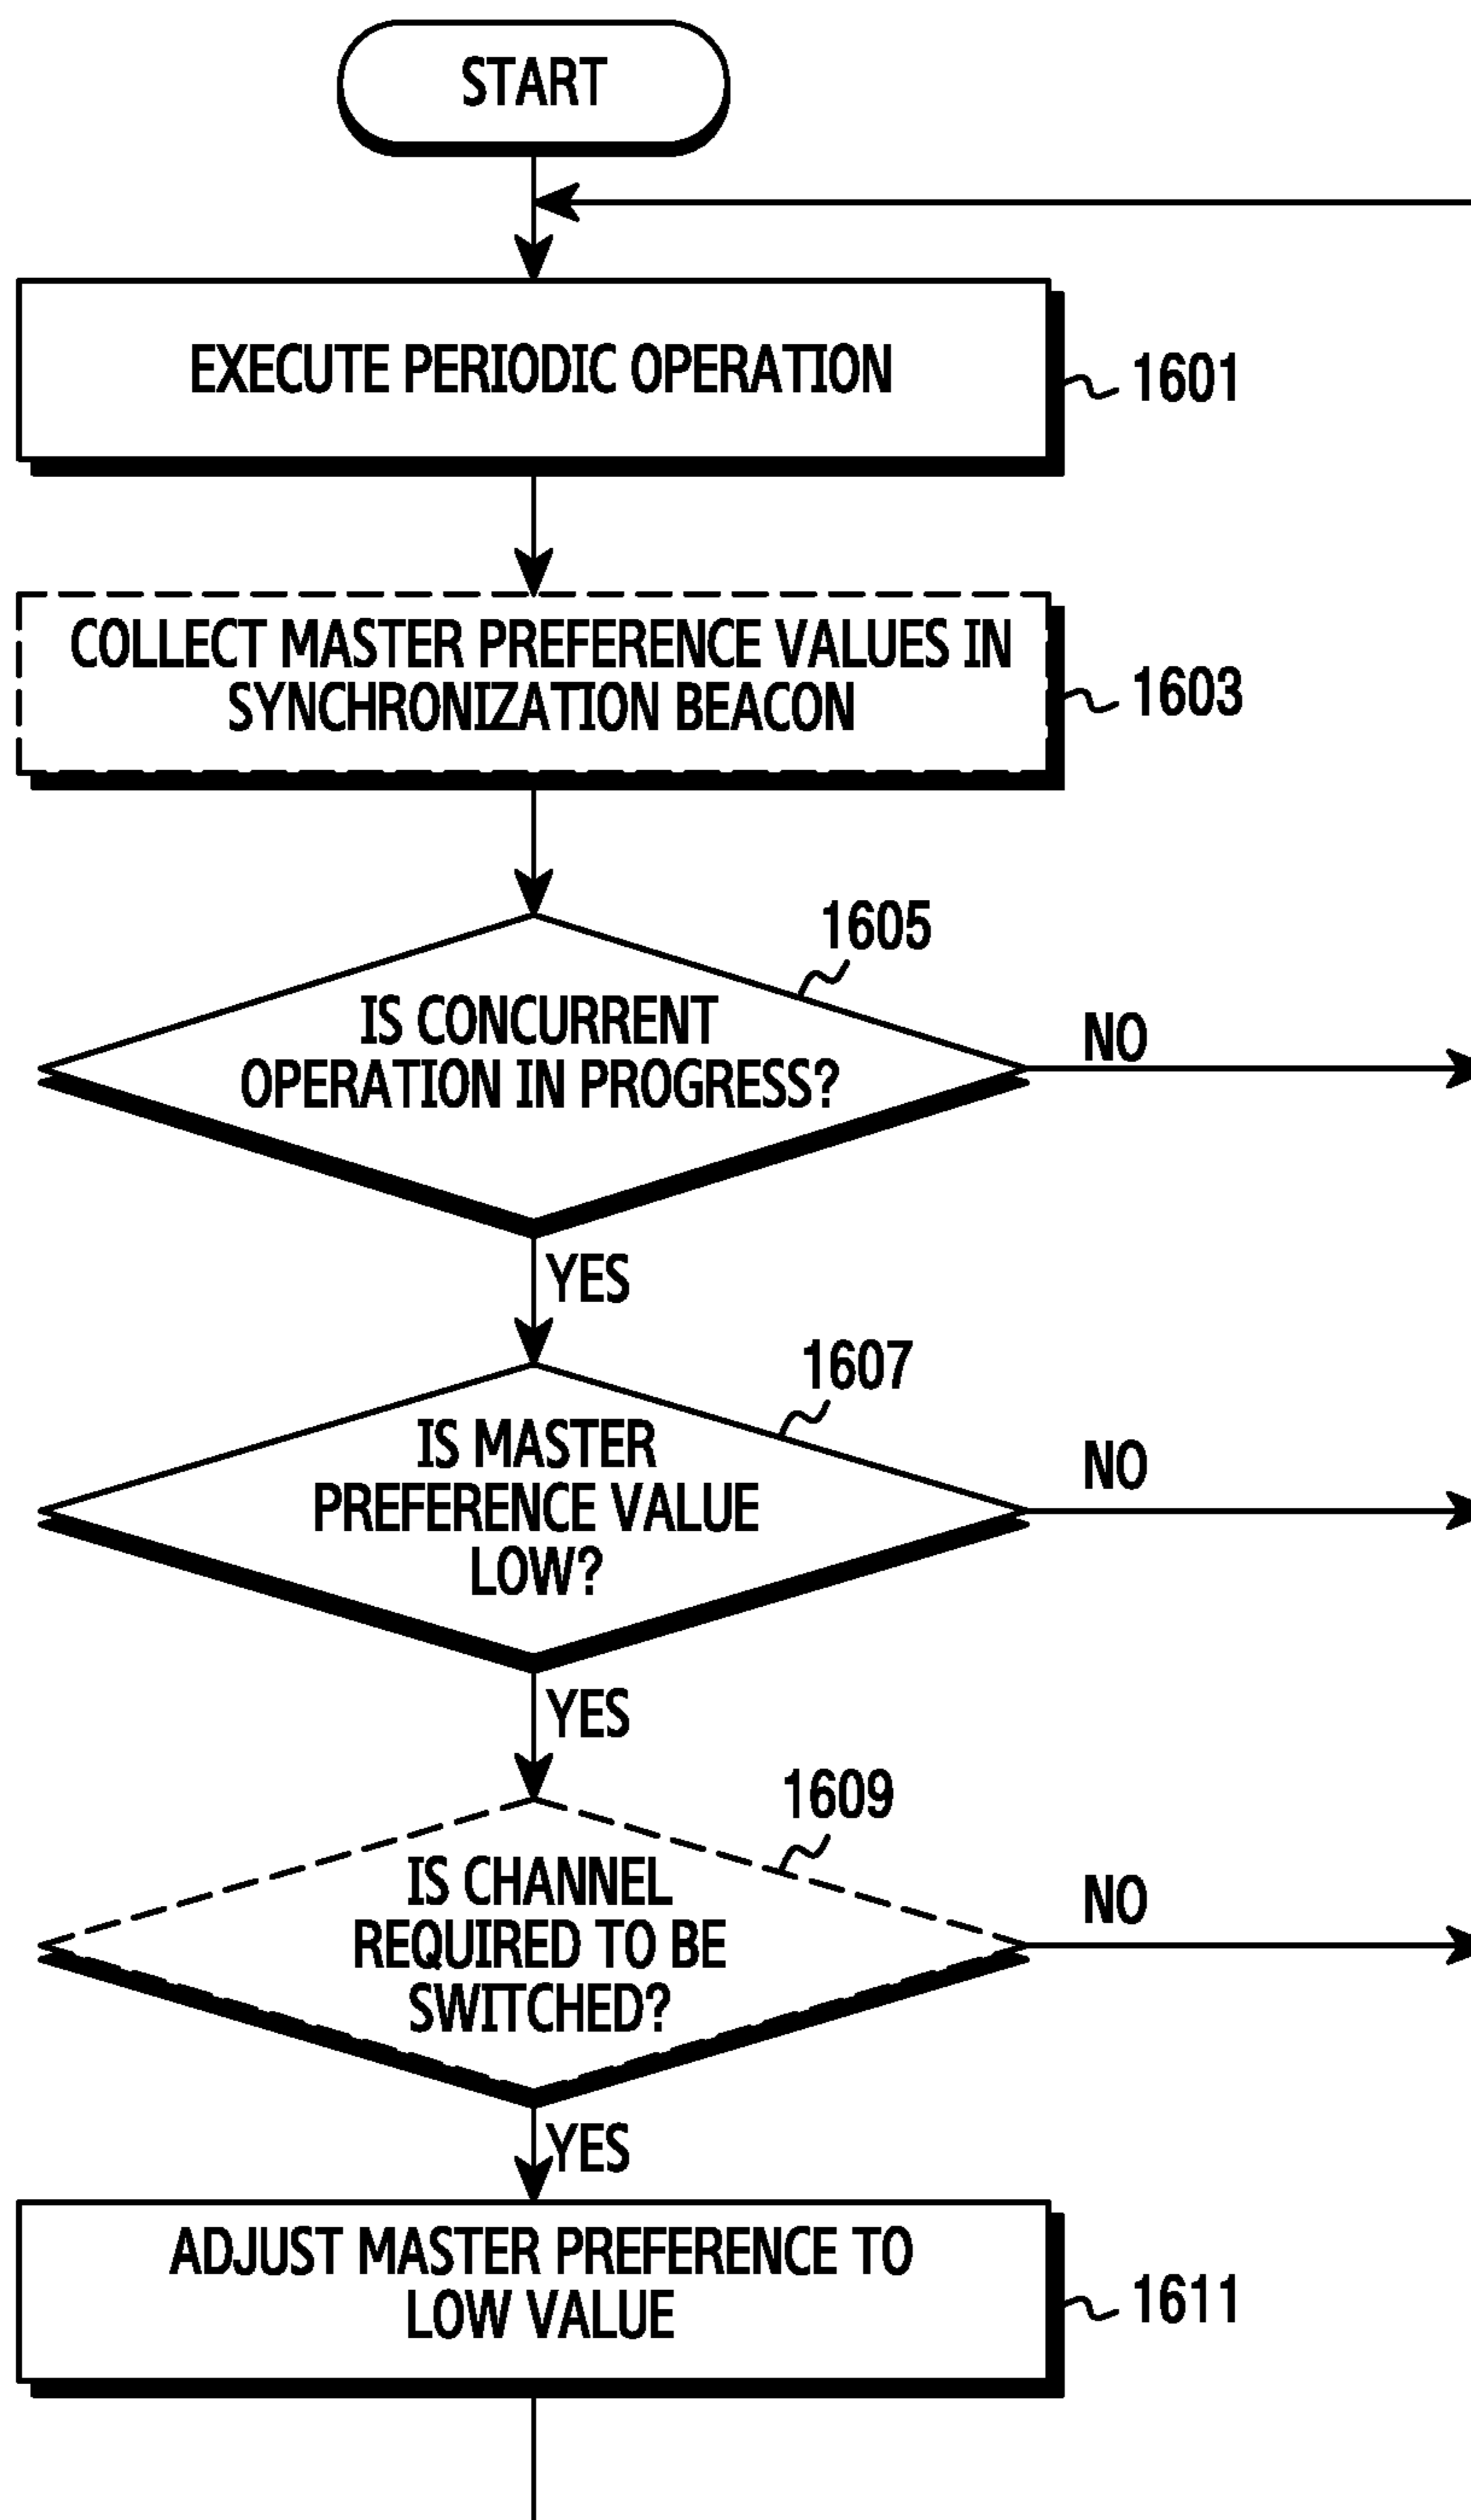 START
EXECUTE PERIODIC OPERATION
1601
COLLECT MASTER PREFERENCE VALUES IN
SYNCHRONIZATION BEACON
1603
1605
IS CONCURRENT
OPERATION IN PROGRESS?
NO
YES
1607
IS MASTER
PREFERENCE VALUE
LOW?
NO
YES
1609
IS CHANNEL
REQUIRED TO BE
SWITCHED?
NO
YES
ADJUST MASTER PREFERENCE TO
LOW VALUE
1611